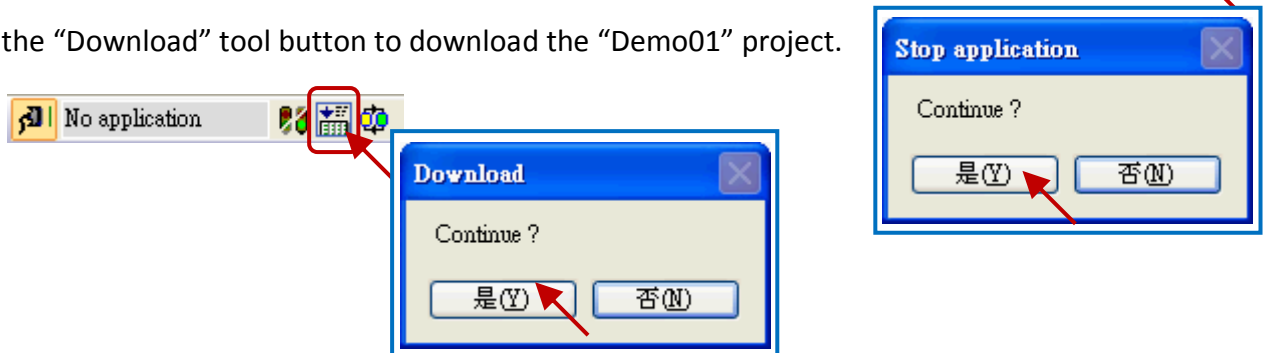 the “Download” tool button to download the “Demo01” project.
Stop application
Continue ?
是(Y) 否(N)
No application
Download
Continue ?
是(Y) 否(N)